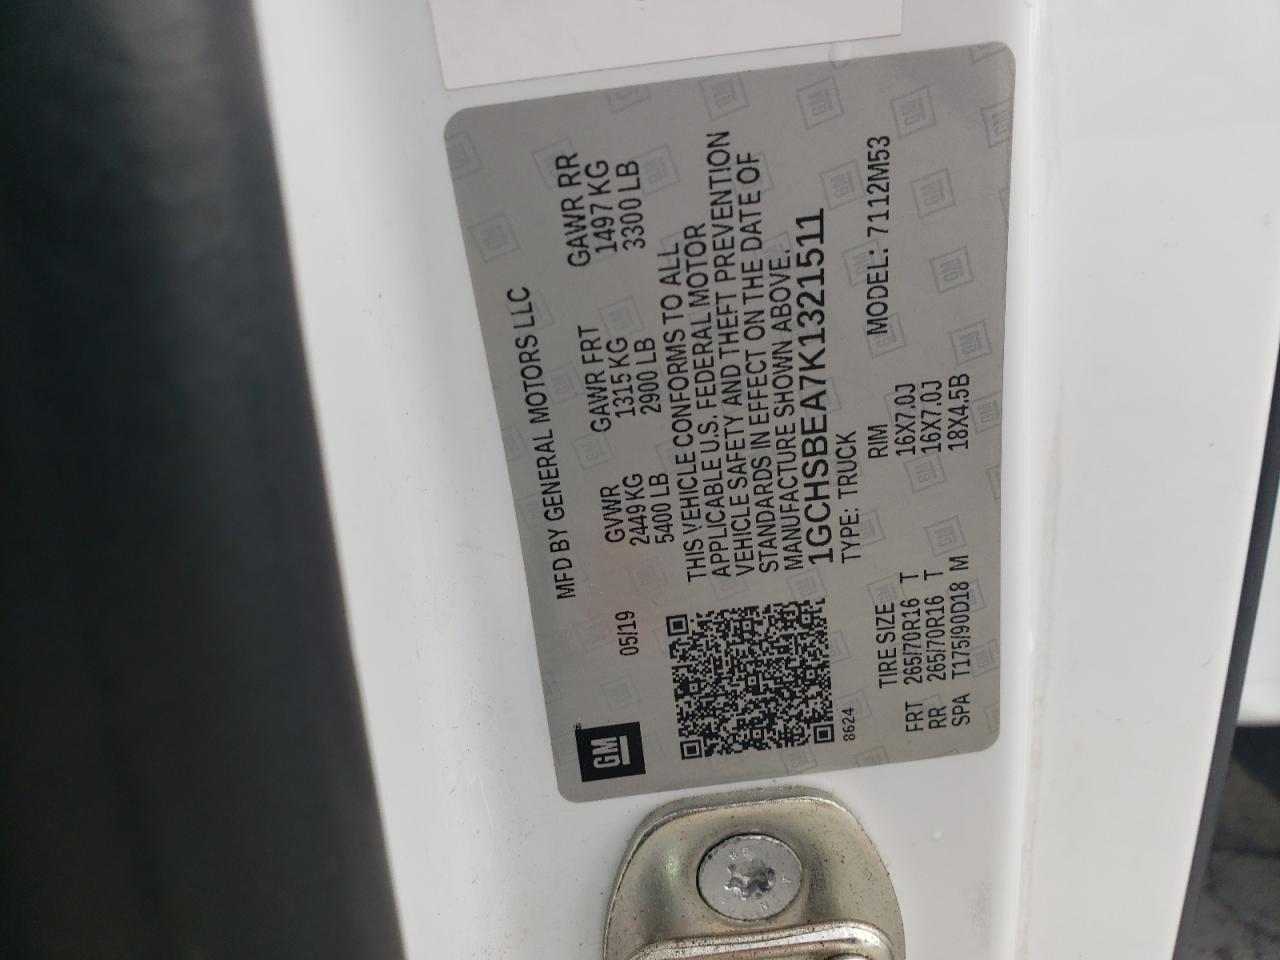 GM
05/19
MFD BY GENERAL MOTORS LLC
GVWR GAWR FRT GAWR RR
2449 KG 1315 KG 1497 KG
5400 LB 2900 LB 3300 LB
THIS VEHICLE CONFORMS TO ALL
APPLICABLE U.S. FEDERAL MOTOR
VEHICLE SAFETY AND THEFT PREVENTION
STANDARDS IN EFFECT ON THE DATE OF
MANUFACTURE SHOWN ABOVE.
1GCHSBEA7K1321511
8624
TYPE: TRUCK MODEL: 7112M53
TIRE SIZE RIM
FRT 265/70R16 T 16X7.0J
RR 265/70R16 T 16X7.0J
SPA T175/90D18 M 18X4.5B